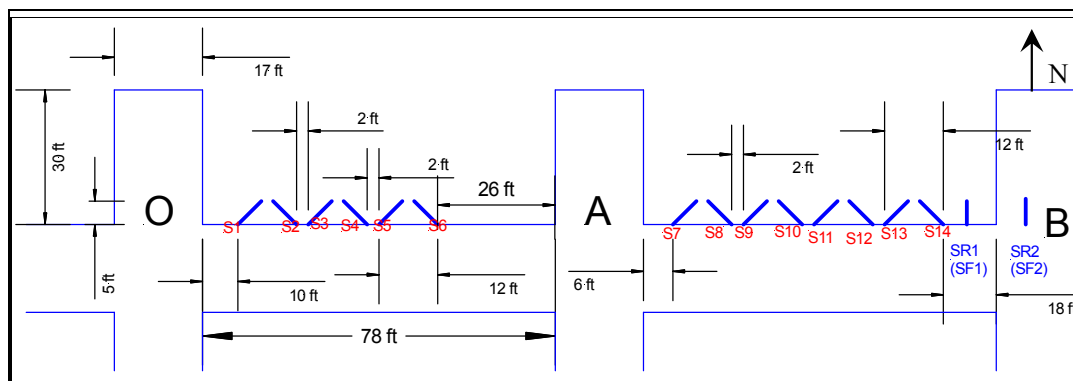 N
17 ft
2 ft
12 ft
30 ft
2 ft
2 ft
26 ft
O
A
B
S1
S2
S3
S4
S5
S6
S7
S8
S9
S10
S11
S12
S13
S14
SR1
(SF1)
SR2
(SF2)
5 ft
10 ft
12 ft
6 ft
18 ft
78 ft